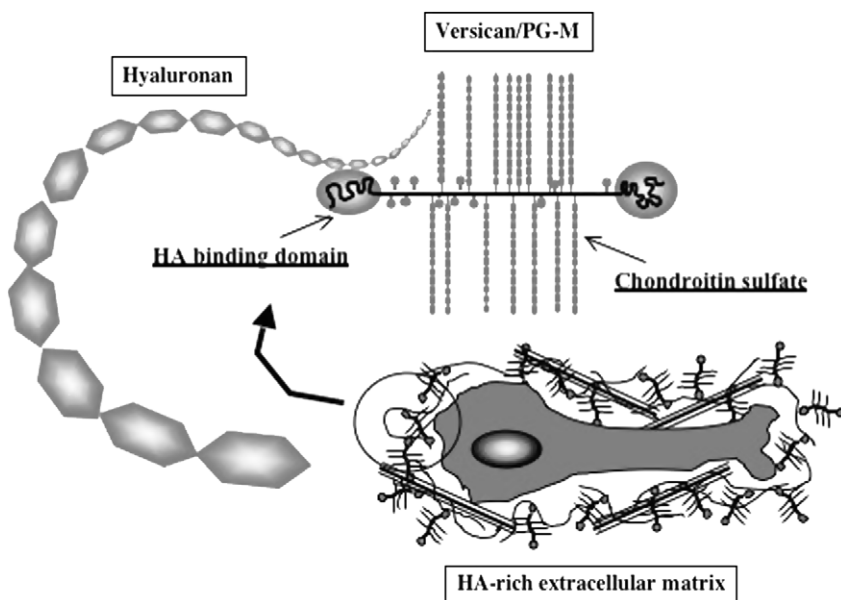 Versican/PG-M
Hyaluronan
HA binding domain
Chondroitin sulfate
HA-rich extracellular matrix